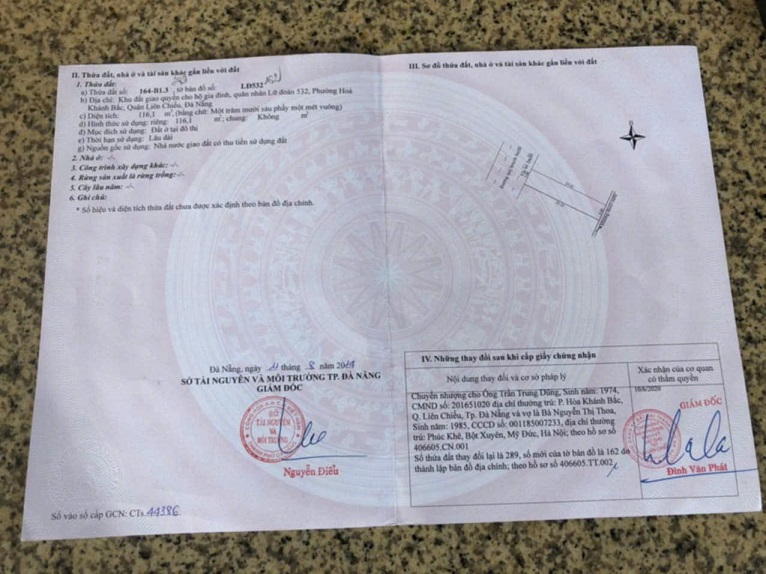 II. Thửa đất, nhà ở và tài sản khác gắn liền với đất
1. Thửa đất:
a) Thửa đất số: 164-B1.3 , tờ bản đồ số: LĐ532
b) Địa chỉ: Khu đất giao quyền cho hộ gia đình, quân nhân Lữ đoàn 532, Phường Hoà
Khánh Bắc, Quận Liên Chiểu, Đà Nẵng
c) Diện tích: 116,1 m², (bằng chữ: Một trăm mười sáu phẩy một mét vuông)
d) Hình thức sử dụng: riêng: 116,1 m²; chung: Không m²
đ) Mục đích sử dụng: Đất ở tại đô thị
e) Thời hạn sử dụng: Lâu dài
g) Nguồn gốc sử dụng: Nhà nước giao đất có thu tiền sử dụng đất
2. Nhà ở: -/-
3. Công trình xây dựng khác: -/-
4. Rừng sản xuất là rừng trồng: -/-
5. Cây lâu năm: -/-
6. Ghi chú:
* Số hiệu và diện tích thửa đất chưa được xác định theo bản đồ địa chính.
Đà Nẵng, ngày 11 tháng 8 năm
SỞ TÀI NGUYÊN VÀ MÔI TRƯỜNG TP. ĐÀ NẴNG
GIÁM ĐỐC
SỞ
TÀI NGUYÊN
VÀ
MÔI TRƯỜNG
Nguyễn Điểu
Số vào sổ cấp GCN: CTs 44386
III. Sơ đồ thửa đất, nhà ở và tài sản khác gắn liền với đất
IV. Những thay đổi sau khi cấp giấy chứng nhận
Nội dung thay đổi và cơ sở pháp lý
Xác nhận của cơ quan
có thẩm quyền
Chuyển nhượng cho Ông Trần Trung Dũng, Sinh năm: 1974,
CMND số: 201651020 địa chỉ thường trú: P. Hòa Khánh Bắc,
Q. Liên Chiểu, Tp. Đà Nẵng và vợ là Bà Nguyễn Thị Thoa,
Sinh năm: 1985, CCCD số: 001185007233, địa chỉ thường
trú: Phúc Khê, Bột Xuyên, Mỹ Đức, Hà Nội; theo hồ sơ số
406605.CN.001
Số thửa đất thay đổi lại là 289, số mới của tờ bản đồ là 162 do
thành lập bản đồ địa chính; theo hồ sơ số 406605.TT.002
GIÁM ĐỐC
Đinh Văn Phát